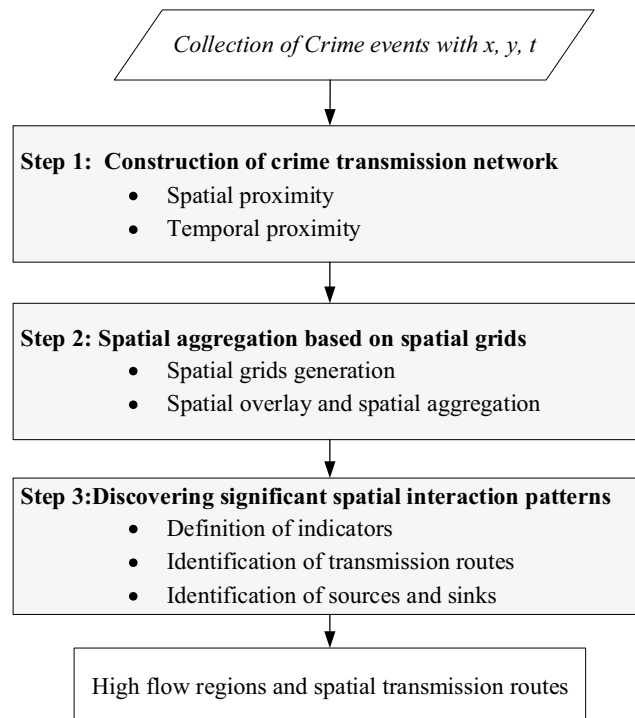 Collection of Crime events with x, y, t
Step 1:  Construction of crime transmission network
• Spatial proximity
• Temporal proximity
Step 2: Spatial aggregation based on spatial grids
• Spatial grids generation
• Spatial overlay and spatial aggregation
Step 3:Discovering significant spatial interaction patterns
• Definition of indicators
• Identification of transmission routes
• Identification of sources and sinks
High flow regions and spatial transmission routes